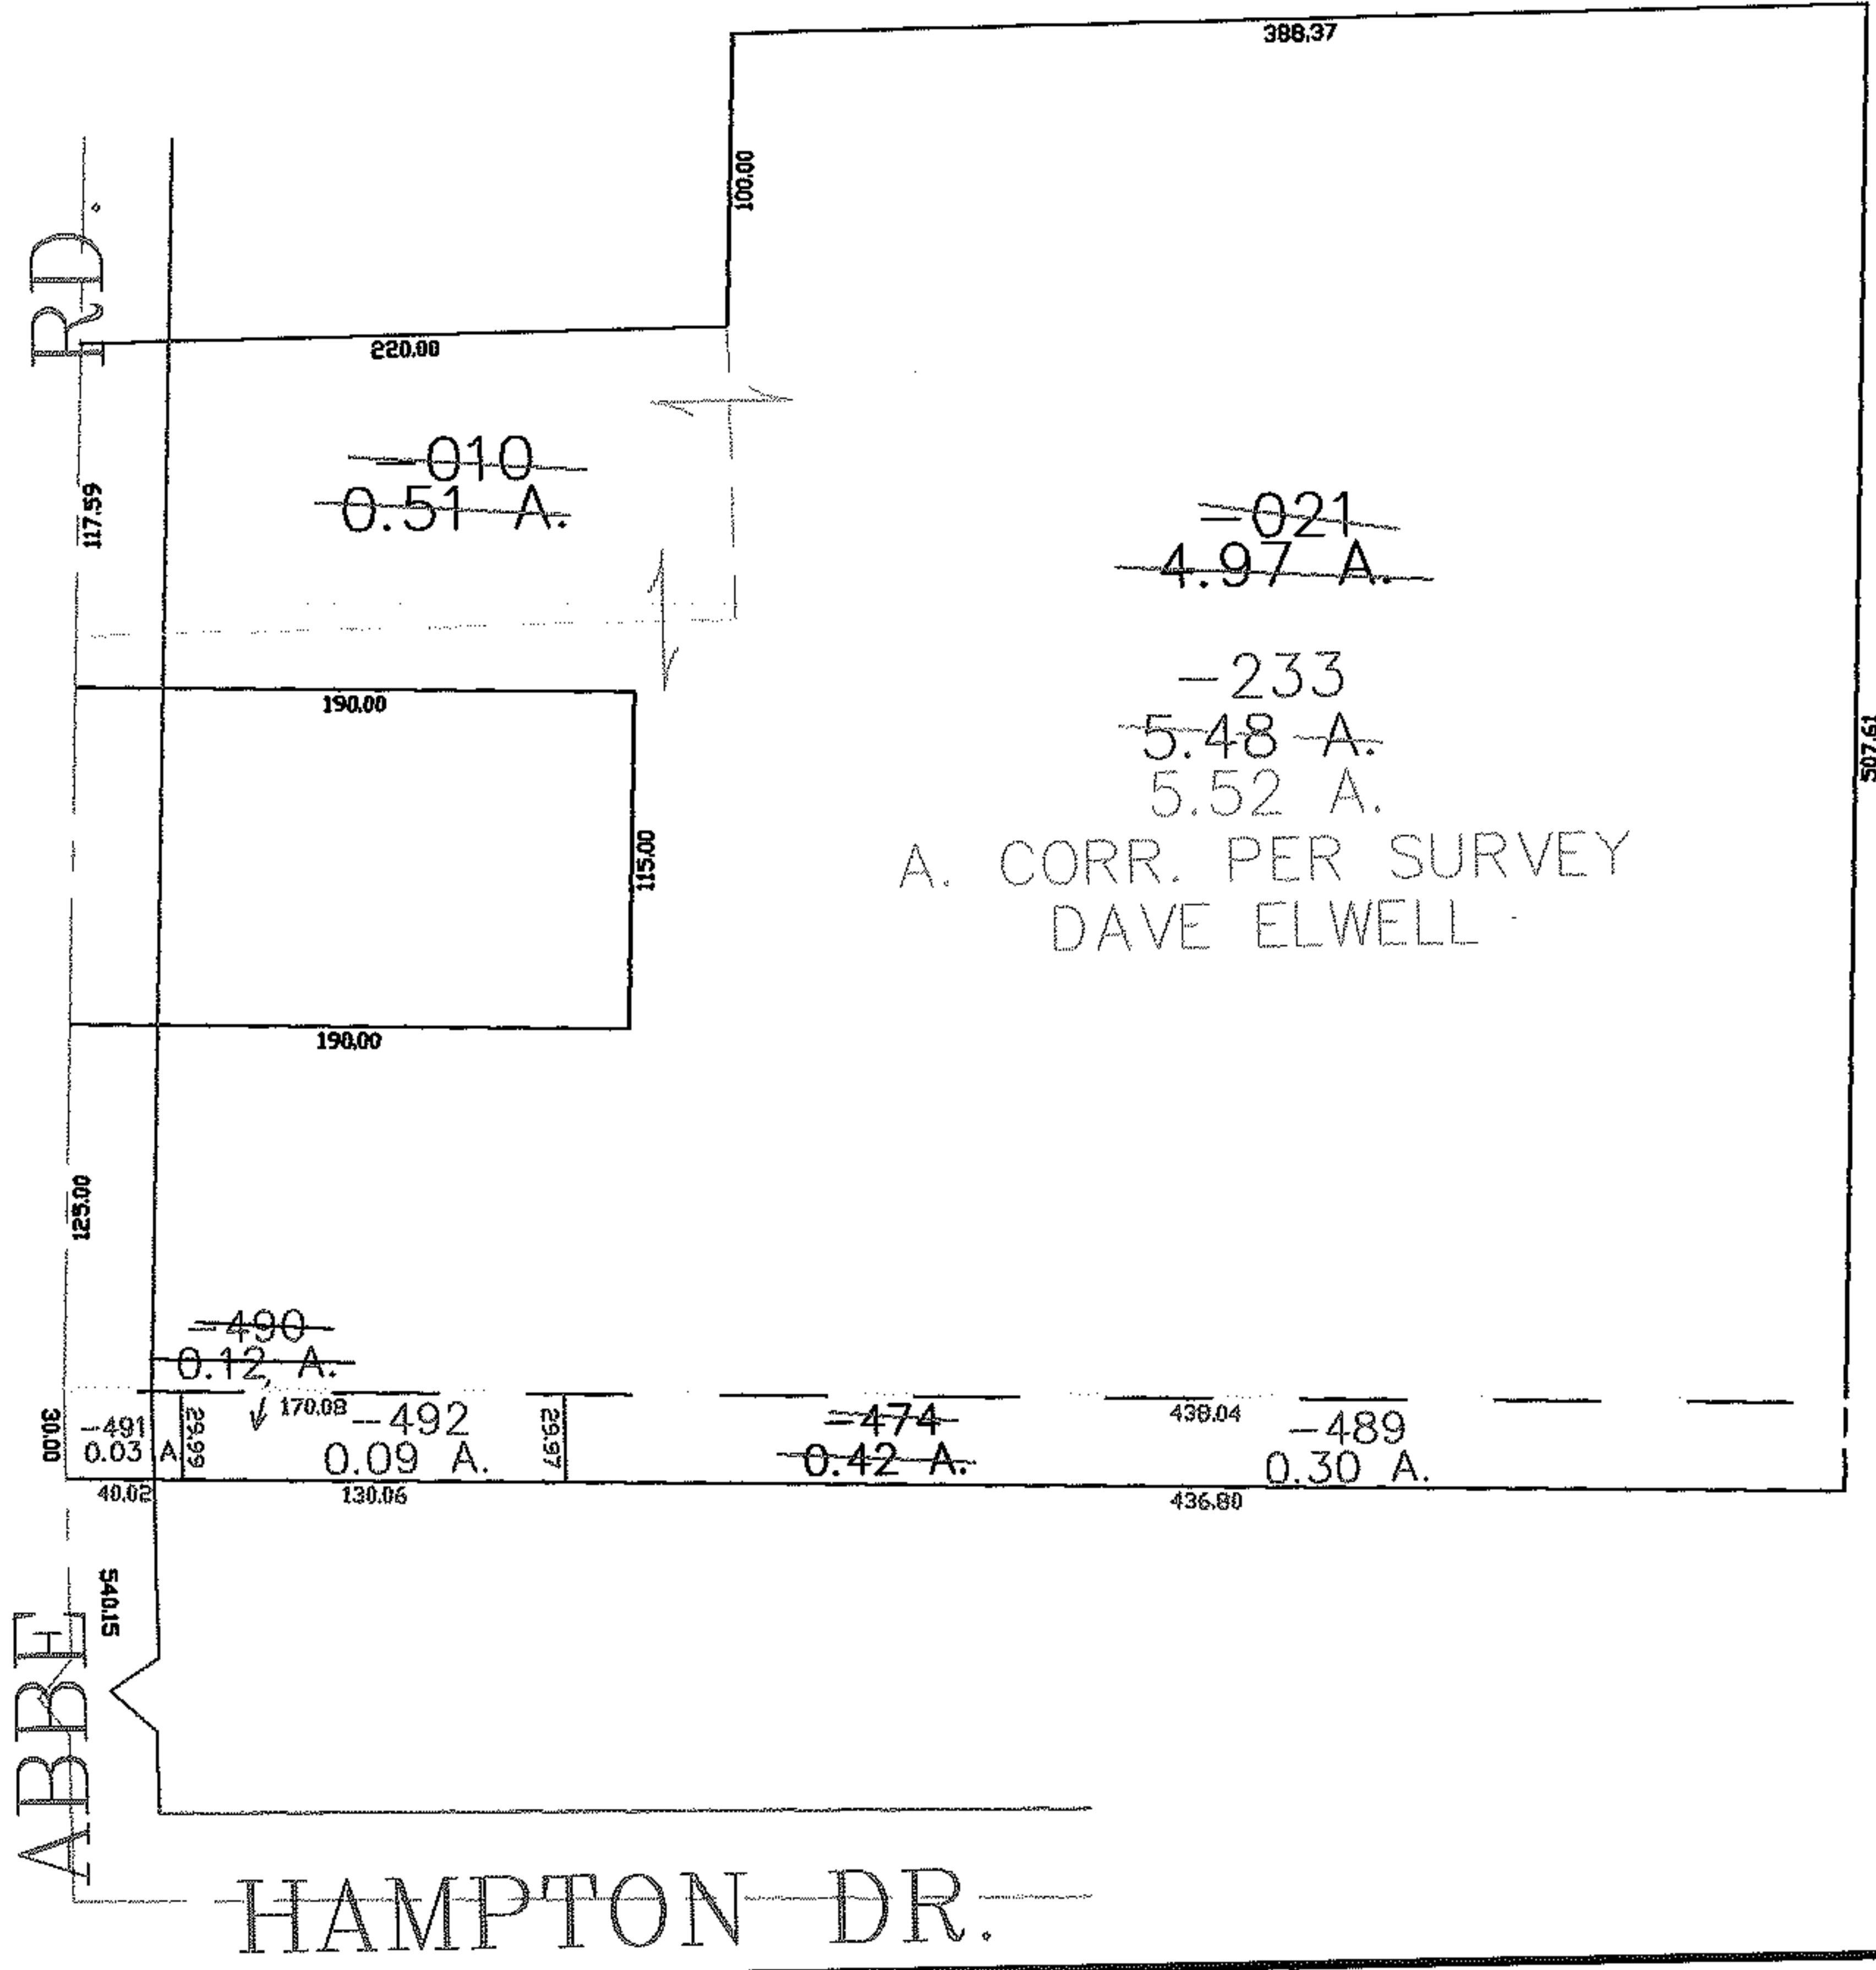 388.37
100.00
RD.
220.00
-010
0.51 A.
117.59
-021
4.97 A.
-233
5.48 A.
5.52 A.
A. CORR. PER SURVEY
DAVE ELWELL
507.61
190.00
115.00
190.00
125.00
-490
0.12 A.
30.00
-491
0.03 A
29.99
170.08
-492
0.09 A.
29.97
-474
0.42 A.
438.04
-489
0.30 A.
40.02
130.06
436.80
540.15
ABBE
HAMPTON DR.